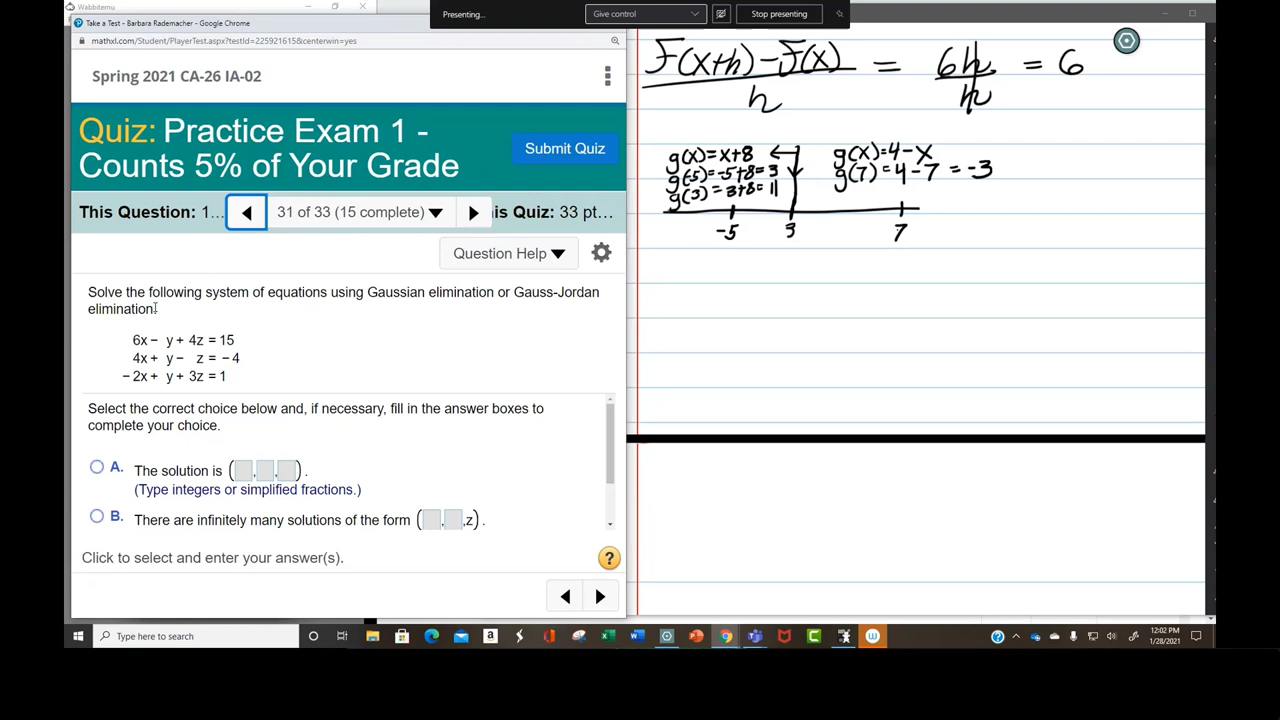 Wabbitemu
Take a Test - Barbara Rademacher - Google Chrome
mathxl.com/Student/PlayerTest.aspx?testId=225921615&centerwin=yes
Presenting...
Give control
Stop presenting
Spring 2021 CA-26 IA-02
Quiz: Practice Exam 1 -
Counts 5% of Your Grade
Submit Quiz
This Question: 1...
31 of 33 (15 complete)
is Quiz: 33 pt...
Question Help
Solve the following system of equations using Gaussian elimination or Gauss-Jordan
elimination.
6x − y + 4z = 15
4x + y − z = − 4
− 2x + y + 3z = 1
Select the correct choice below and, if necessary, fill in the answer boxes to
complete your choice.
A. The solution is ( , , ) .
(Type integers or simplified fractions.)
B. There are infinitely many solutions of the form ( , ,z) .
Click to select and enter your answer(s).
?
F(x+h) - F(x) / h = 6h / h = 6
g(x) = x+8
g(-5) = -5+8 = 3
g(3) = 3+8 = 11
g(x) = 4-x
g(7) = 4-7 = -3
-5 3 7
Type here to search
12:02 PM
1/28/2021